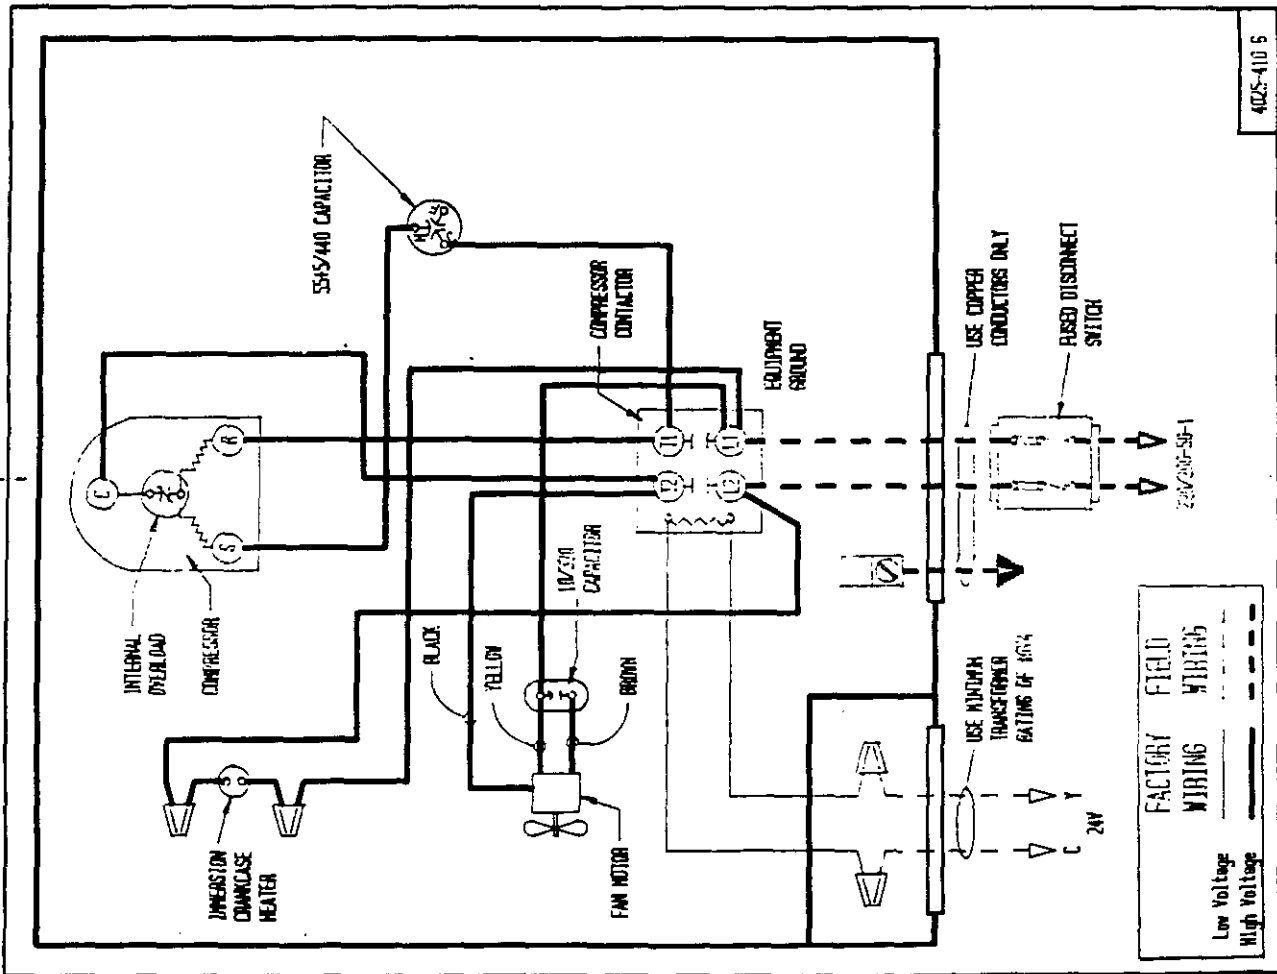 4025-410 S
55+5/440 CAPACITOR
H
F
C
C
S
R
INTERNAL
OVERLOAD
COMPRESSOR
COMPRESSOR
CONTACTOR
EQUIPMENT
GROUND
T1
L1
T2
L2
USE COPPER
CONDUCTORS ONLY
FUSED DISCONNECT
SWITCH
10/370
CAPACITOR
BLACK
YELLOW
BROWN
IMMERSION
CRANKCASE
HEATER
FAN MOTOR
USE MINIMUM
TRANSFORMER
RATING OF
Y
C
24V
FACTORY
WIRING
FIELD
WIRING
Low Voltage
High Voltage